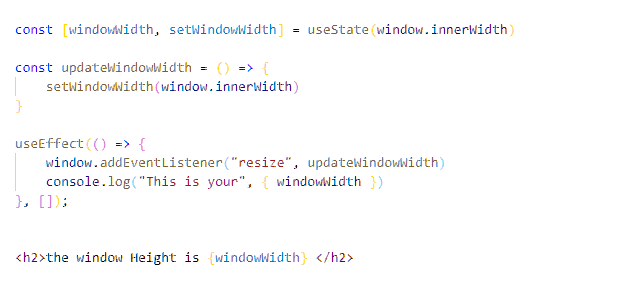 const [windowWidth, setWindowWidth] = useState(window.innerWidth)
const updateWindowWidth = () => {
setWindowWidth(window.innerWidth)
}
useEffect(() => {
window.addEventListener("resize", updateWindowWidth)
console.log("This is your", { windowWidth })
}, []);
<h2>the window Height is {windowWidth} </h2>